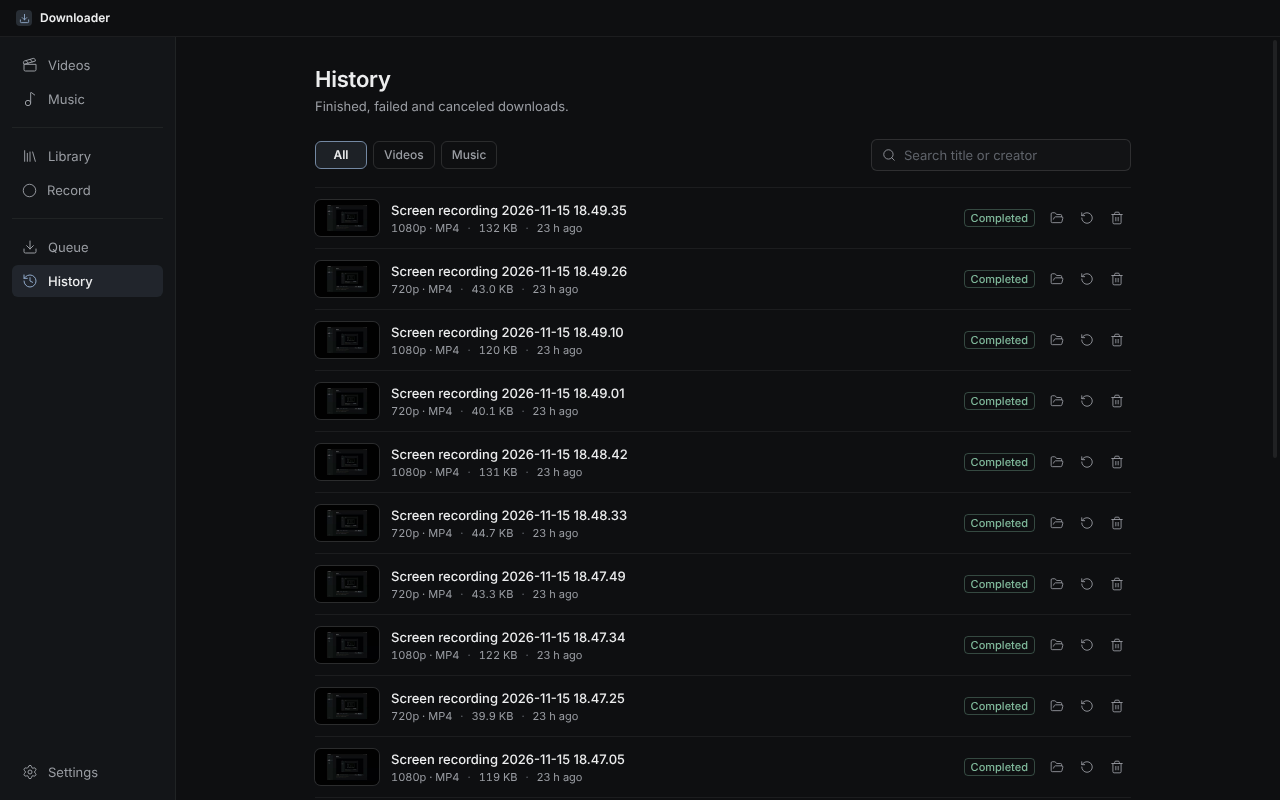 Downloader
Videos
Music
Library
Record
Queue
History
Settings
History
Finished, failed and canceled downloads.
All Videos Music Search title or creator
Screen recording 2026-11-15 18.49.35
1080p · MP4 · 132 KB · 23 h ago
Completed
Screen recording 2026-11-15 18.49.26
720p · MP4 · 43.0 KB · 23 h ago
Completed
Screen recording 2026-11-15 18.49.10
1080p · MP4 · 120 KB · 23 h ago
Completed
Screen recording 2026-11-15 18.49.01
720p · MP4 · 40.1 KB · 23 h ago
Completed
Screen recording 2026-11-15 18.48.42
1080p · MP4 · 131 KB · 23 h ago
Completed
Screen recording 2026-11-15 18.48.33
720p · MP4 · 44.7 KB · 23 h ago
Completed
Screen recording 2026-11-15 18.47.49
720p · MP4 · 43.3 KB · 23 h ago
Completed
Screen recording 2026-11-15 18.47.34
1080p · MP4 · 122 KB · 23 h ago
Completed
Screen recording 2026-11-15 18.47.25
720p · MP4 · 39.9 KB · 23 h ago
Completed
Screen recording 2026-11-15 18.47.05
1080p · MP4 · 119 KB · 23 h ago
Completed